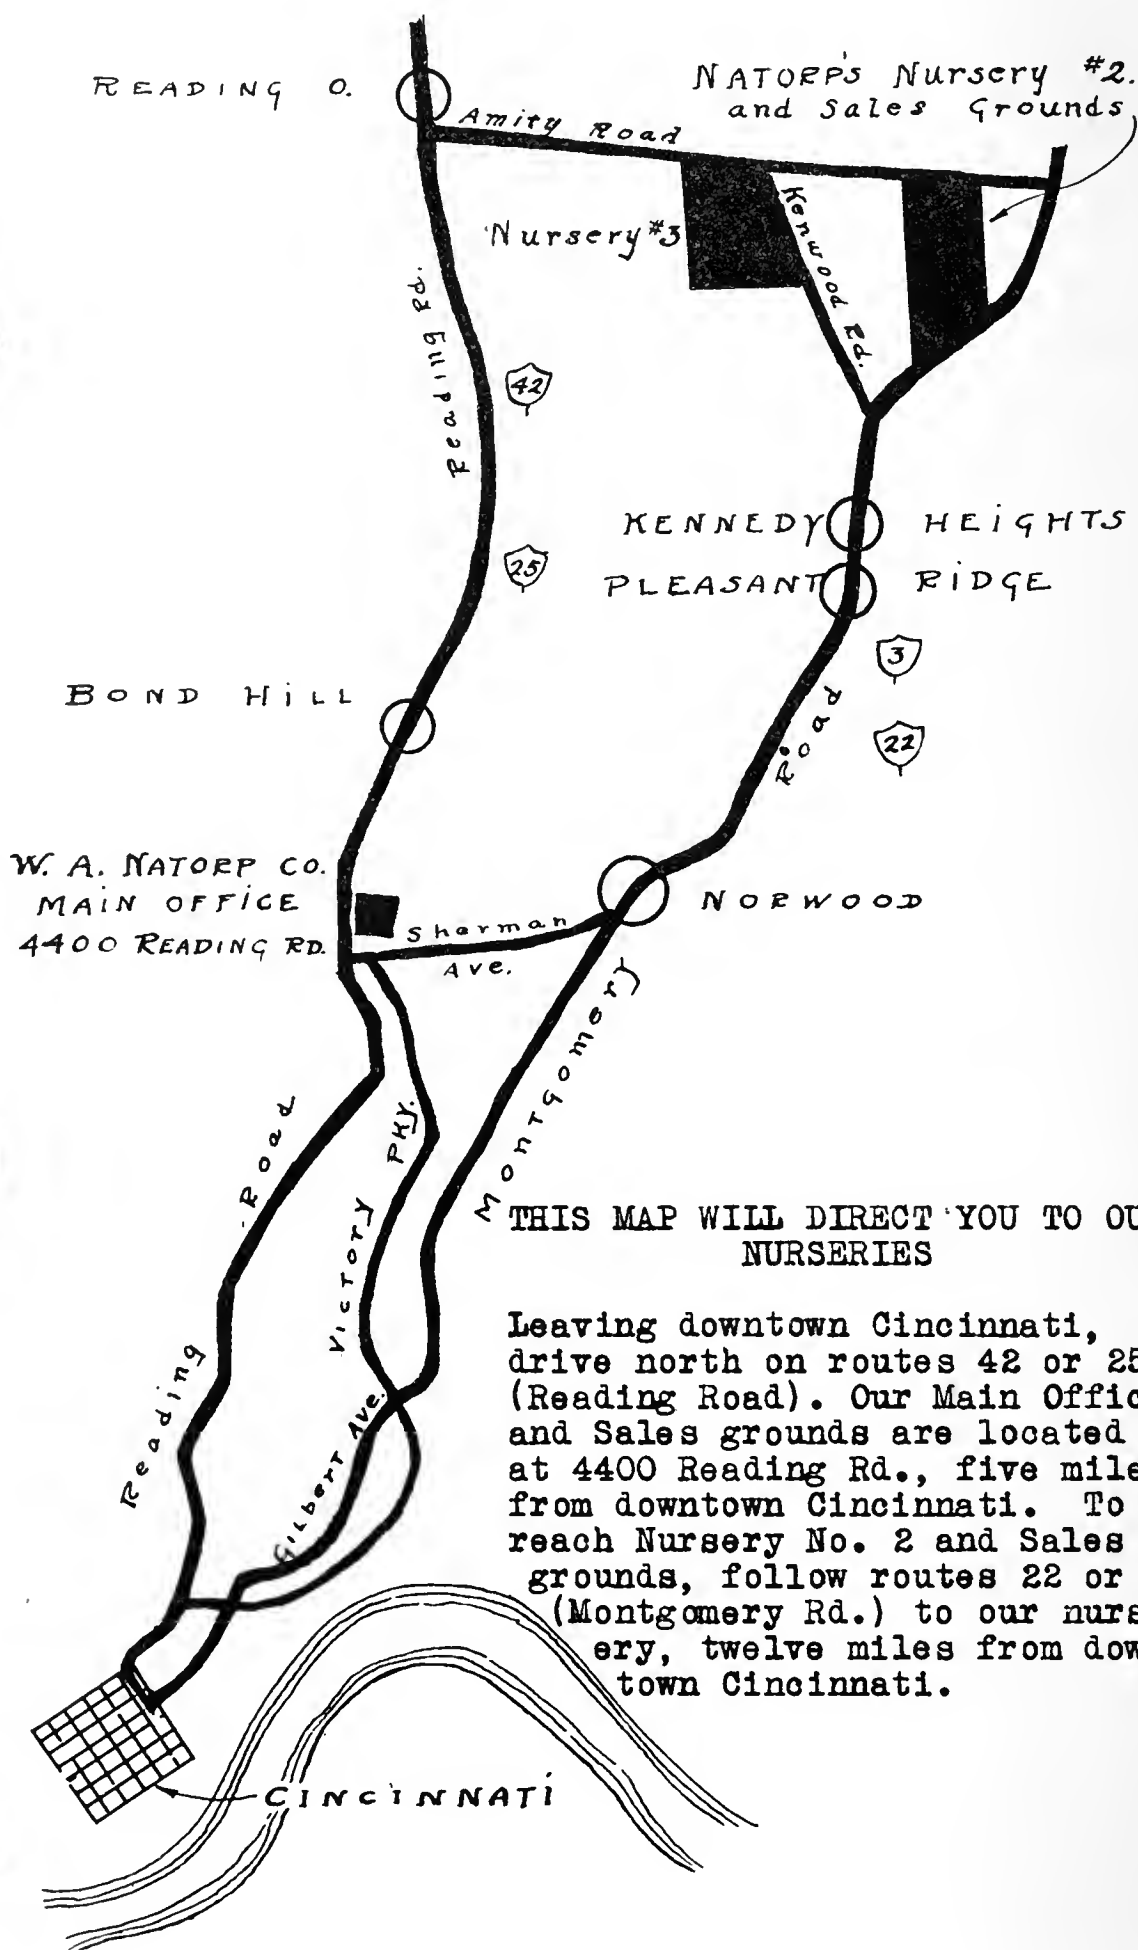 READING O.
NATORP'S Nursery #2.
and Sales Grounds
Amity Road
Nursery #3
Kenwood Rd.
Reading Rd.
42
KENNEDY HEIGHTS
25
PLEASANT RIDGE
3
BOND HILL
22
Road
W. A. NATORP CO.
MAIN OFFICE
4400 READING RD.
NORWOOD
Sherman
Ave.
Montgomery
Reading Road
Victory PKY.
Gilbert Ave.
THIS MAP WILL DIRECT YOU TO OU
NURSERIES
Leaving downtown Cincinnati,
drive north on routes 42 or 25
(Reading Road). Our Main Offic
and Sales grounds are located
at 4400 Reading Rd., five mile
from downtown Cincinnati. To
reach Nursery No. 2 and Sales
grounds, follow routes 22 or
(Montgomery Rd.) to our nurs
ery, twelve miles from dow
town Cincinnati.
CINCINNATI